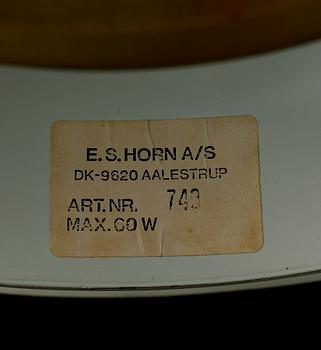 E.S.HORN A/S
DK-9620 AALESTRUP
ART.NR. 743
MAX. 60 W